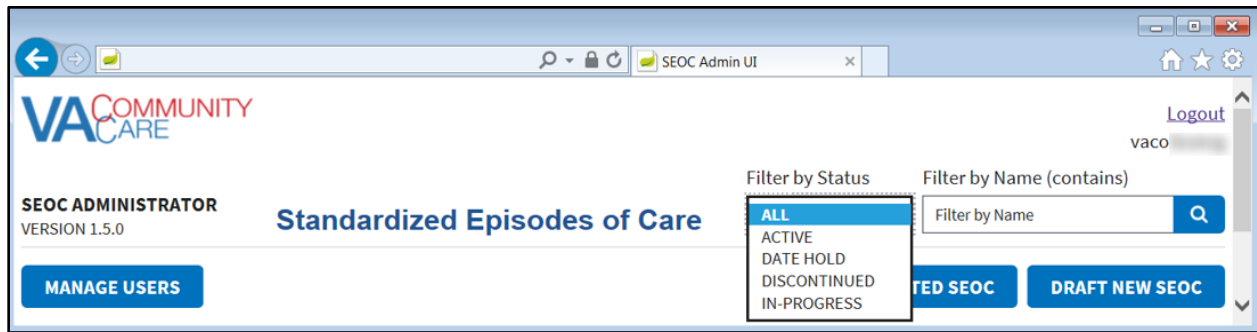 SEOC Admin UI
VA COMMUNITY CARE
Logout
vaco
Filter by Status
Filter by Name (contains)
SEOC ADMINISTRATOR
VERSION 1.5.0
Standardized Episodes of Care
ALL
ACTIVE
DATE HOLD
DISCONTINUED
IN-PROGRESS
Filter by Name
MANAGE USERS
SEOC
DRAFT NEW SEOC